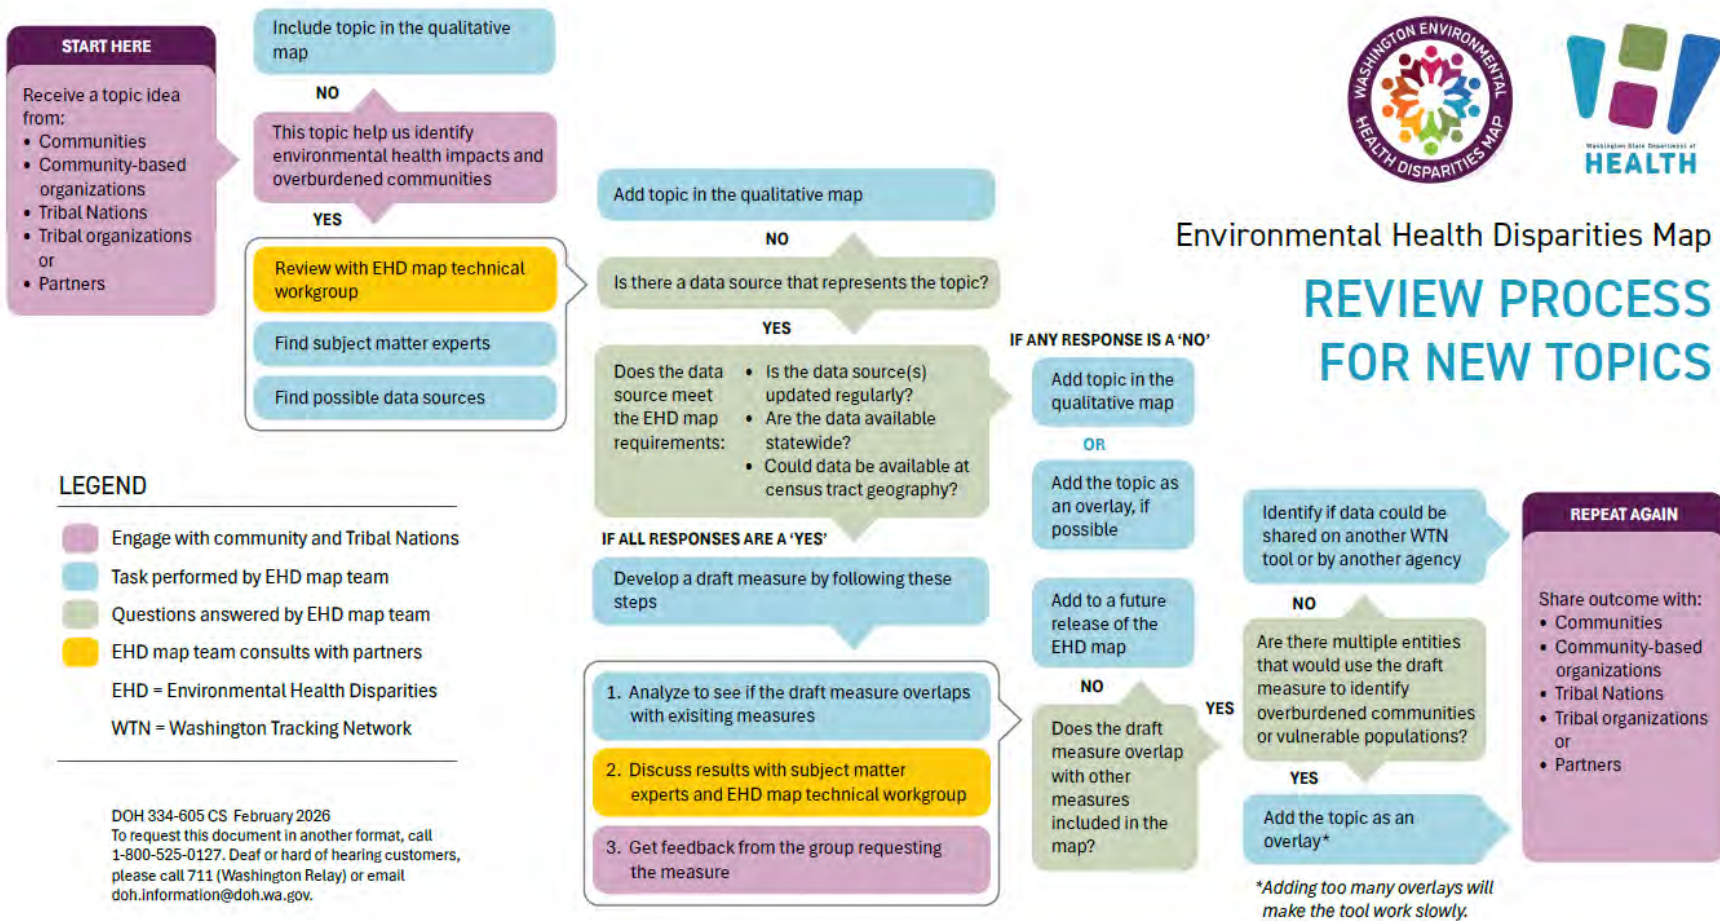 START HERE
Receive a topic idea
from:
• Communities
• Community-based
organizations
• Tribal Nations
• Tribal organizations
or
• Partners
Include topic in the qualitative
map
NO
This topic help us identify
environmental health impacts and
overburdened communities
YES
Review with EHD map technical
workgroup
Find subject matter experts
Find possible data sources
Add topic in the qualitative map
NO
Is there a data source that represents the topic?
YES
Does the data
source meet
the EHD map
requirements:
• Is the data source(s)
updated regularly?
• Are the data available
statewide?
• Could data be available at
census tract geography?
IF ANY RESPONSE IS A ‘NO’
Add topic in the
qualitative map
OR
Add the topic as
an overlay, if
possible
IF ALL RESPONSES ARE A ‘YES’
Develop a draft measure by following these
steps
1. Analyze to see if the draft measure overlaps
with exisiting measures
2. Discuss results with subject matter
experts and EHD map technical workgroup
3. Get feedback from the group requesting
the measure
Add to a future
release of the
EHD map
NO
Does the draft
measure overlap
with other
measures
included in the
map?
YES
Identify if data could be
shared on another WTN
tool or by another agency
NO
Are there multiple entities
that would use the draft
measure to identify
overburdened communities
or vulnerable populations?
YES
Add the topic as an
overlay*
*Adding too many overlays will
make the tool work slowly.
REPEAT AGAIN
Share outcome with:
• Communities
• Community-based
organizations
• Tribal Nations
• Tribal organizations
or
• Partners
WASHINGTON ENVIRONMENTAL
HEALTH DISPARITIES MAP
Washington State Department of
HEALTH
Environmental Health Disparities Map
REVIEW PROCESS
FOR NEW TOPICS
LEGEND
Engage with community and Tribal Nations
Task performed by EHD map team
Questions answered by EHD map team
EHD map team consults with partners
EHD = Environmental Health Disparities
WTN = Washington Tracking Network
DOH 334-605 CS February 2026
To request this document in another format, call
1-800-525-0127. Deaf or hard of hearing customers,
please call 711 (Washington Relay) or email
doh.information@doh.wa.gov.